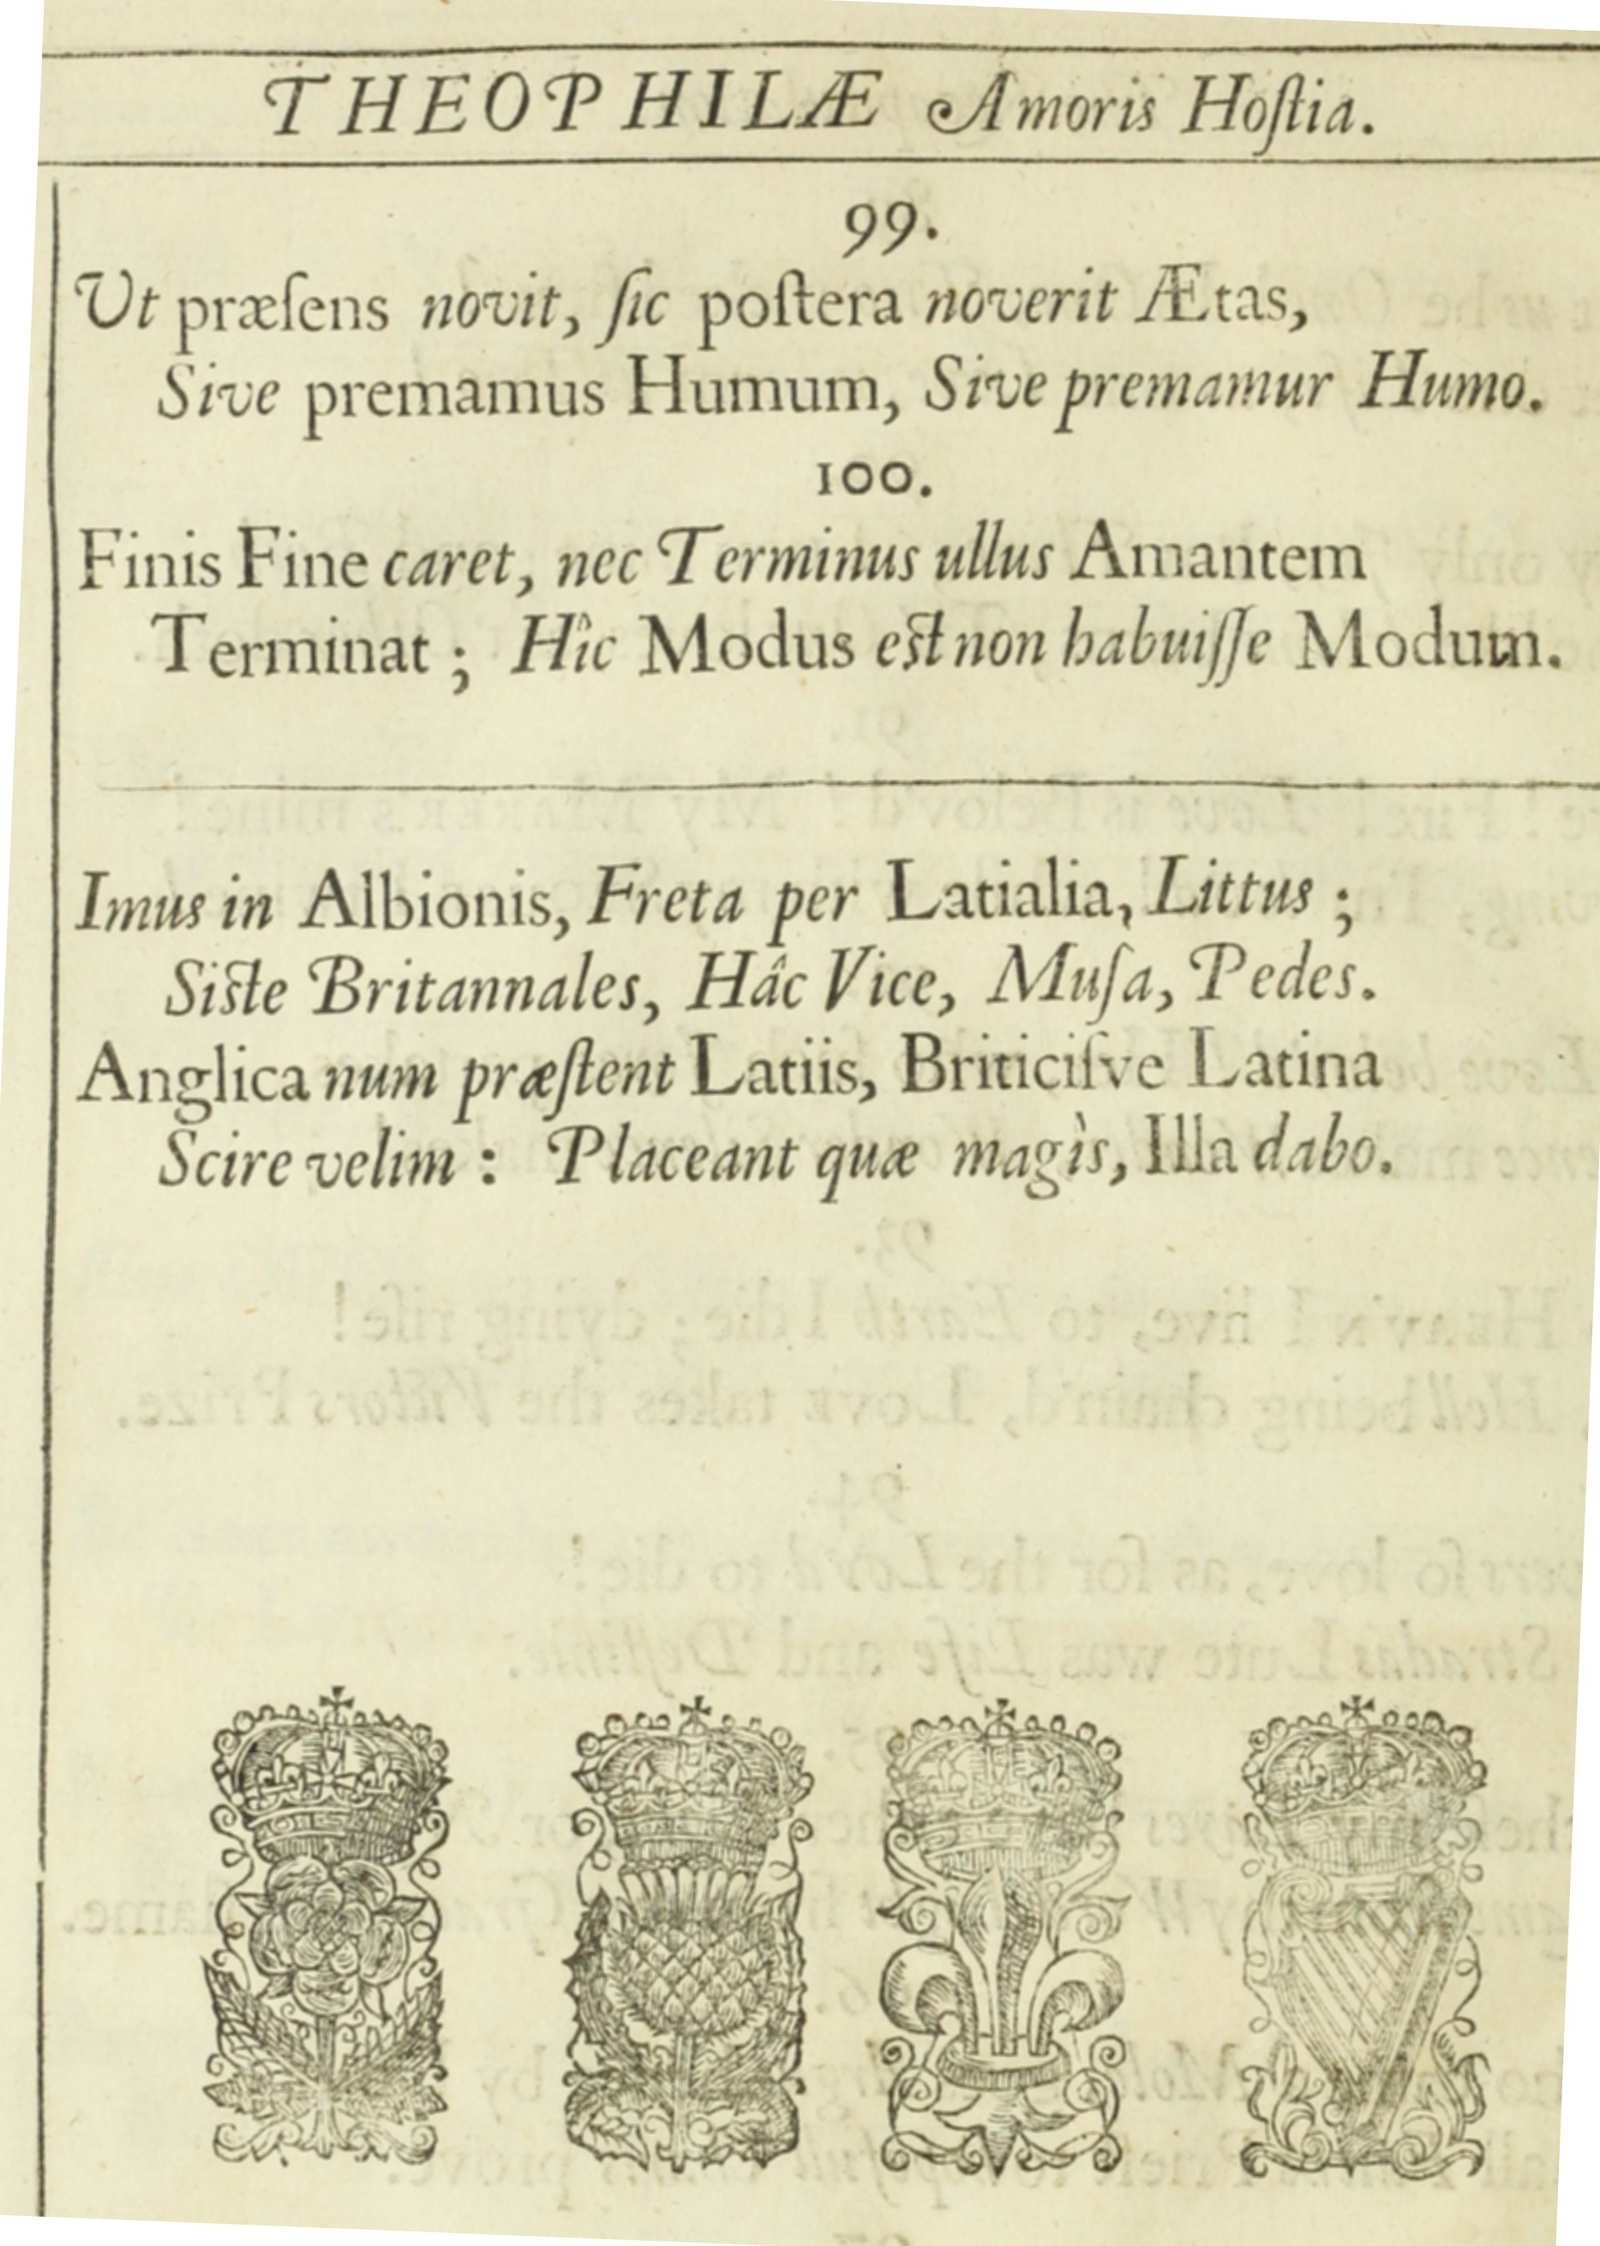 THEOPHILÆ Amoris Hoſtia.
99.
Ut præſens novit, ſic poſtera noverit Ætas,
Sive premamus Humum, Sive premamur Humo.
100.
Finis Fine caret, nec Terminus ullus Amantem
Terminat ; Hîc Modus est non habuiſſe Modum.
Imus in Albionis, Freta per Latialia, Littus ;
Siste Britannales, Hâc Vice, Muſa, Pedes.
Anglica num præſtent Latiis, Briticiſve Latina
Scire velim : Placeant quæ magìs, Illa dabo.